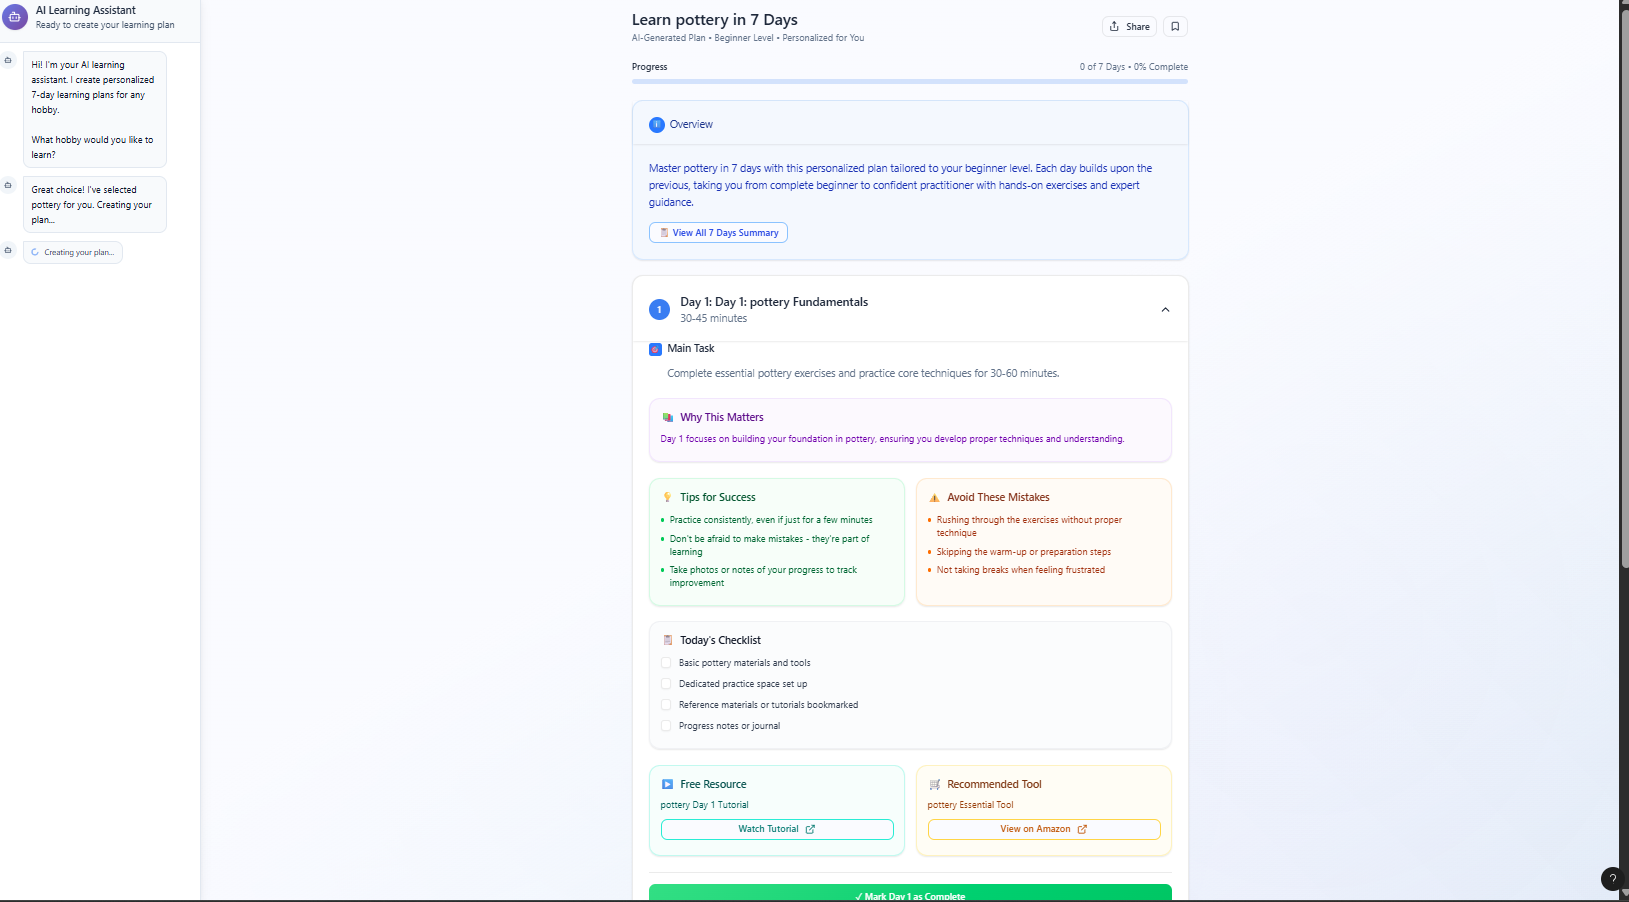 AI Learning Assistant
Ready to create your learning plan
Hi! I'm your AI learning
assistant. I create personalized
7-day learning plans for any
hobby.
What hobby would you like to
learn?
Great choice! I've selected
pottery for you. Creating your
plan...
Creating your plan...
Learn pottery in 7 Days
AI-Generated Plan • Beginner Level • Personalized for You
Share
Progress
0 of 7 Days • 0% Complete
Overview
Master pottery in 7 days with this personalized plan tailored to your beginner level. Each day builds upon the
previous, taking you from complete beginner to confident practitioner with hands-on exercises and expert
guidance.
View All 7 Days Summary
1
Day 1: Day 1: pottery Fundamentals
30-45 minutes
Main Task
Complete essential pottery exercises and practice core techniques for 30-60 minutes.
Why This Matters
Day 1 focuses on building your foundation in pottery, ensuring you develop proper techniques and understanding.
Tips for Success
• Practice consistently, even if just for a few minutes
• Don't be afraid to make mistakes - they're part of
learning
• Take photos or notes of your progress to track
improvement
Avoid These Mistakes
• Rushing through the exercises without proper
technique
• Skipping the warm-up or preparation steps
• Not taking breaks when feeling frustrated
Today's Checklist
Basic pottery materials and tools
Dedicated practice space set up
Reference materials or tutorials bookmarked
Progress notes or journal
Free Resource
pottery Day 1 Tutorial
Watch Tutorial
Recommended Tool
pottery Essential Tool
View on Amazon
✓ Mark Day 1 as Complete
?